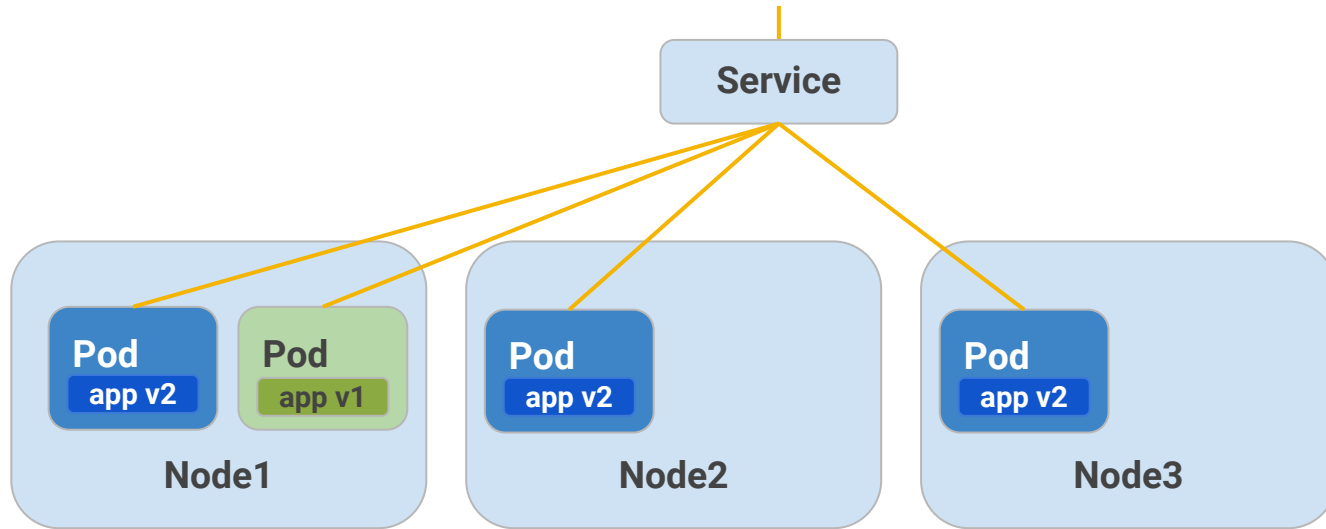 Service
Pod
app v2
Pod
app v1
Node1
Pod
app v2
Node2
Pod
app v2
Node3